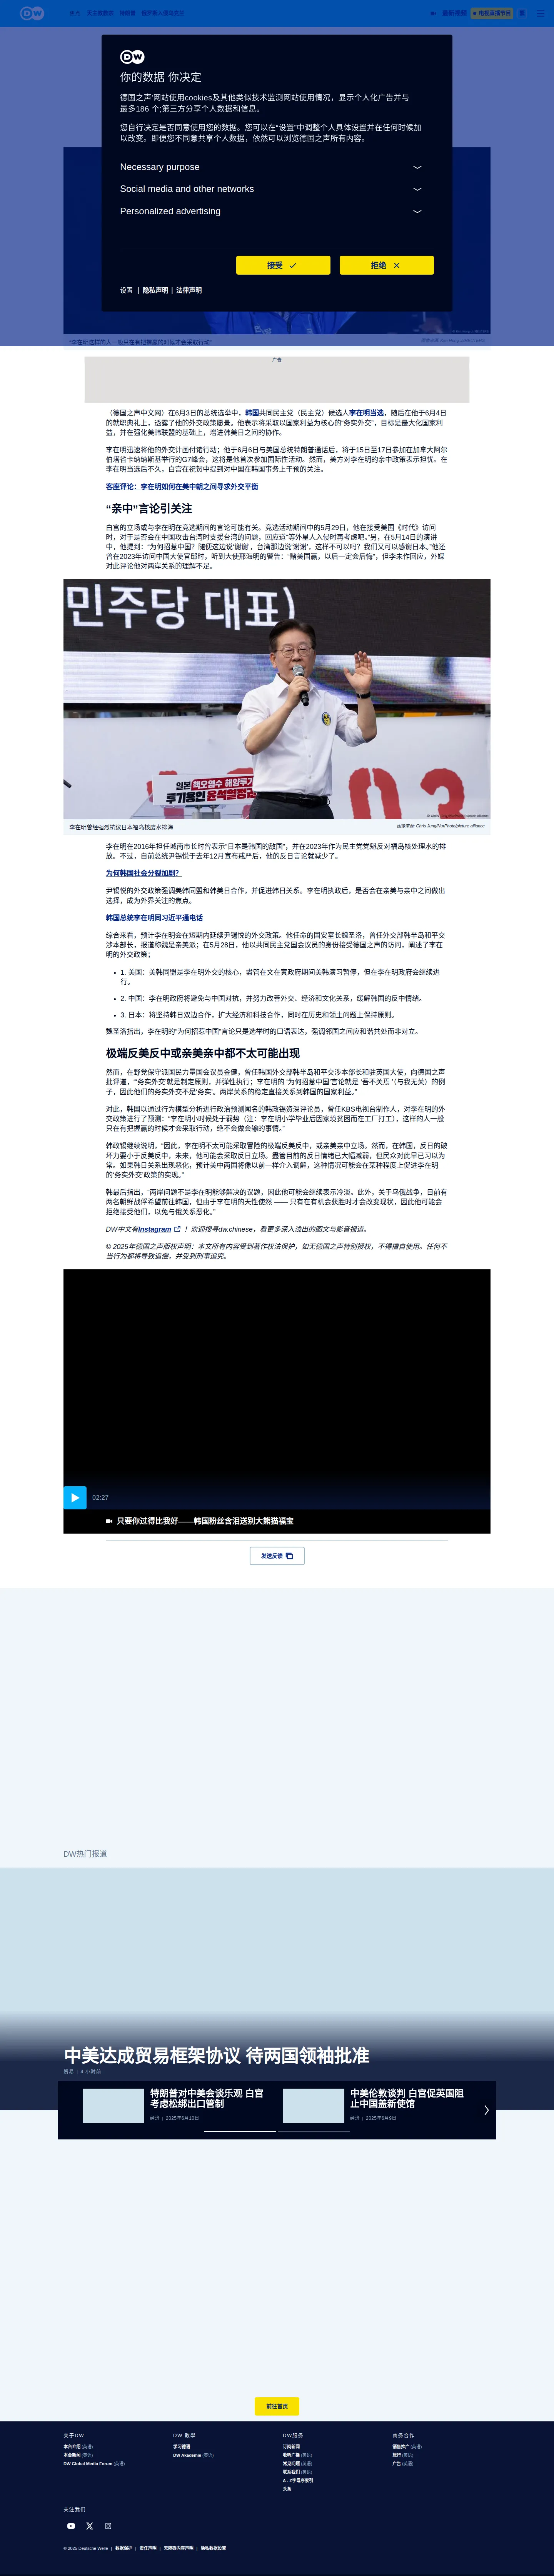 DW
最新视频
电视直播节目
DW
你的数据 你决定
德国之声'网站使用cookies及其他类似技术监测网站使用情况，显示个人化广告并与
最多186 个;第三方分享个人数据和信息。
您自行决定是否同意使用您的数据。您可以在"设置"中调整个人具体设置并在任何时候加
以改变。即便您不同意共享个人数据，依然可以浏览德国之声所有内容。
Necessary purpose
Social media and other networks
Personalized advertising
接受
拒绝
设置 | 隐私声明 | 法律声明
"李在明这样的人一般只在有把握赢的时候才会采取行动"
广告
（德国之声中文网）在6月3日的总统选举中，韩国共同民主党（民主党）候选人李在明当选，随后在他于6月4日
的就职典礼上，透露了他的外交政策愿景。他表示将采取以国家利益为核心的"务实外交"，目标是最大化国家利
益，并在强化美韩联盟的基础上，增进韩美日之间的协作。
李在明迅速将他的外交计画付诸行动；他于6月6日与美国总统特朗普通话后，将于15日至17日参加在加拿大阿尔
伯塔省卡纳纳斯基举行的G7峰会，这将是他首次参加国际性活动。然而，美方对李在明的亲中政策表示担忧。在
李在明当选后不久，白宫在祝贺中提到对中国在韩国事务上干预的关注。
客座评论：李在明如何在美中朝之间寻求外交平衡
"亲中"言论引关注
白宫的立场或与李在明在竞选期间的言论可能有关。竞选活动期间中的5月29日，他在接受美国《时代》访问
时，对于是否会在中国攻击台湾时支援台湾的问题，回应道"等外星人入侵时再考虑吧。"另，在5月14日的演讲
中，他提到："为何招惹中国？随便这边说'谢谢'，台湾那边说'谢谢'，这样不可以吗？我们又可以感谢日本。"他还
曾在2023年访问中国大使官邸时，听到大使邢海明的警告："赌美国赢，以后一定会后悔"，但李未作回应，外媒
对此评论他对两岸关系的理解不足。
민주당 대표)
일본 핵오염수 해양투기
투기용인 윤석열
李在明曾经强烈抗议日本福岛核废水排海
图像来源: Chris Jung/NurPhoto/picture alliance
李在明在2016年担任城南市长时曾表示"日本是韩国的敌国"，并在2023年作为民主党党魁反对福岛核处理水的排
放。不过，自前总统尹锡悦于去年12月宣布戒严后，他的反日言论就减少了。
为何韩国社会分裂加剧？
尹锡悦的外交政策强调美韩同盟和韩美日合作，并促进韩日关系。李在明执政后，是否会在亲美与亲中之间做出
选择，成为外界关注的焦点。
韩国总统李在明同习近平通电话
综合来看，预计李在明会在短期内延续尹锡悦的外交政策。他任命的国安室长魏圣洛，曾任外交部韩半岛和平交
涉本部长，报道称魏是亲美派；在5月28日，他以共同民主党国会议员的身份接受德国之声的访问，阐述了李在
明的外交政策；
• 1. 美国：美韩同盟是李在明外交的核心，盡管在文在寅政府期间美韩演习暂停，但在李在明政府会继续进
行。
• 2. 中国：李在明政府将避免与中国对抗，并努力改善外交、经济和文化关系，缓解韩国的反中情绪。
• 3. 日本：将坚持韩日双边合作，扩大经济和科技合作，同时在历史和领土问题上保持原则。
魏圣洛指出，李在明的"为何招惹中国"言论只是选举时的口语表达，强调邻国之间应和谐共处而非对立。
极端反美反中或亲美亲中都不太可能出现
然而，在野党保守派国民力量国会议员金健，曾任韩国外交部韩半岛和平交涉本部长和驻英国大使，向德国之声
批评道，"'务实外交'就是制定原则，并弹性执行；李在明的 '为何招惹中国'言论就是 '吾不关焉 '（与我无关）的例
子，因此他们的务实外交不是'务实'。两岸关系的稳定直接关系到韩国的国家利益。"
对此，韩国以通过行为模型分析进行政治预测闻名的韩政锡资深评论员，曾任KBS电视台制作人，对李在明的外
交政策进行了预测："李在明小时候处于弱势（注：李在明小学毕业后因家境贫困而在工厂打工），这样的人一般
只在有把握赢的时候才会采取行动，绝不会做会输的事情。"
韩政锡继续说明，"因此，李在明不太可能采取冒险的极端反美反中，或亲美亲中立场。然而，在韩国，反日的破
坏力要小于反美反中，未来，他可能会采取反日立场。盡管目前的反日情绪已大幅减弱，但民众对此早已习以为
常。如果韩日关系出现恶化，预计美中两国将像以前一样介入调解，这种情况可能会在某种程度上促进李在明
的'务实外交'政策的实现。"
韩最后指出，"两岸问题不是李在明能够解决的议题，因此他可能会继续表示冷淡。此外，关于乌俄战争，目前有
两名朝鲜战俘希望前往韩国，但由于李在明的天性使然 —— 只有在有机会获胜时才会改变现状，因此他可能会
拒绝接受他们，以免与俄关系恶化。"
DW中文有Instagram ！欢迎搜寻dw.chinese，看更多深入浅出的图文与影音报道。
© 2025年德国之声版权声明：本文所有内容受到著作权法保护，如无德国之声特别授权，不得擅自使用。任何不
当行为都将导致追偿，并受到刑事追究。
02:27
只要你过得比我好——韩国粉丝含泪送别大熊猫福宝
发送反馈
DW热门报道
中美达成贸易框架协议 待两国领袖批准
贸易 | 4 小时前
特朗普对中美会谈乐观 白宫
考虑松绑出口管制
经济 | 2025年6月10日
中美伦敦谈判 白宫促英国阻
止中国盖新使馆
经济 | 2025年6月9日
前往首页
关于DW
本台介绍 (英语)
本台新闻 (英语)
DW Global Media Forum (英语)
DW 教学
学习德语
DW Akademie (英语)
DW服务
订阅新闻
收听广播 (英语)
常见问题 (英语)
联系我们 (英语)
A - Z字母序索引
头条
商务合作
销售推广 (英语)
旅行 (英语)
广告 (英语)
关注我们
© 2025 Deutsche Welle | 数据保护 | 责任声明 | 无障碍内容声明 | 隐私数据设置